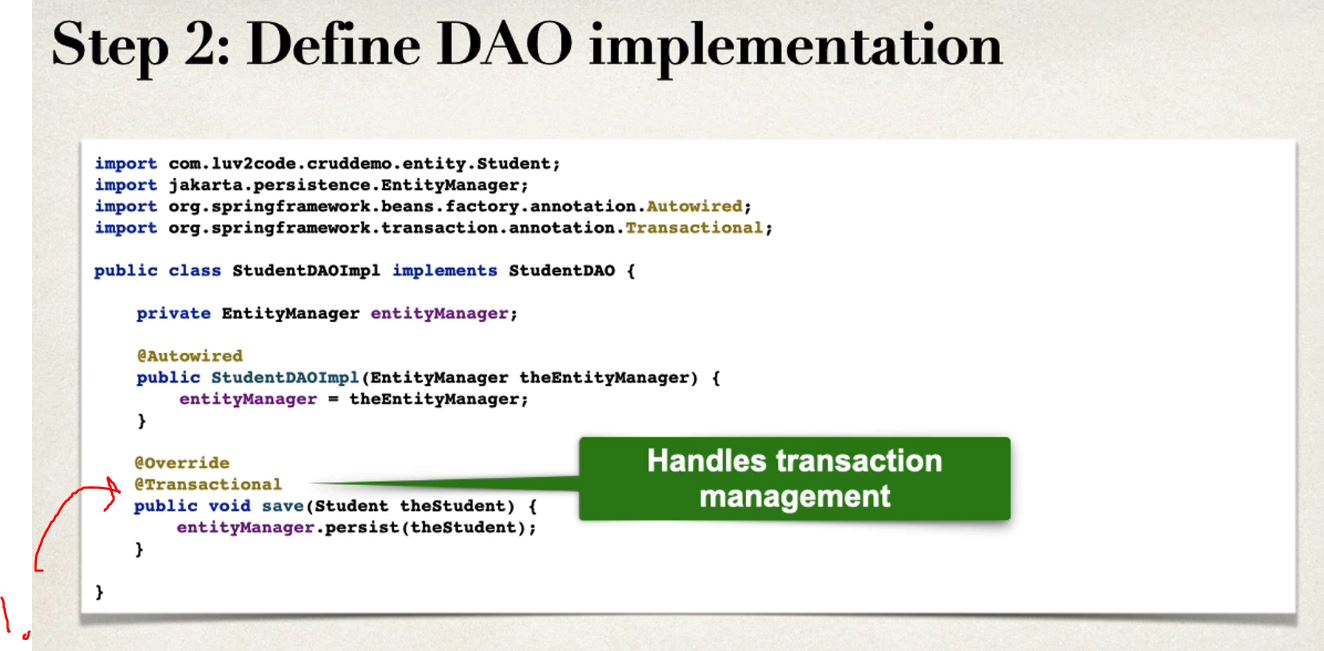 Step 2: Define DAO implementation
import com.luv2code.cruddemo.entity.Student;
import jakarta.persistence.EntityManager;
import org.springframework.beans.factory.annotation.Autowired;
import org.springframework.transaction.annotation.Transactional;
public class StudentDAOImpl implements StudentDAO {
private EntityManager entityManager;
@Autowired
public StudentDAOImpl(EntityManager theEntityManager) {
entityManager = theEntityManager;
}
@Override
@Transactional
public void save(Student theStudent) {
entityManager.persist(theStudent);
}
}
Handles transaction
management
1.